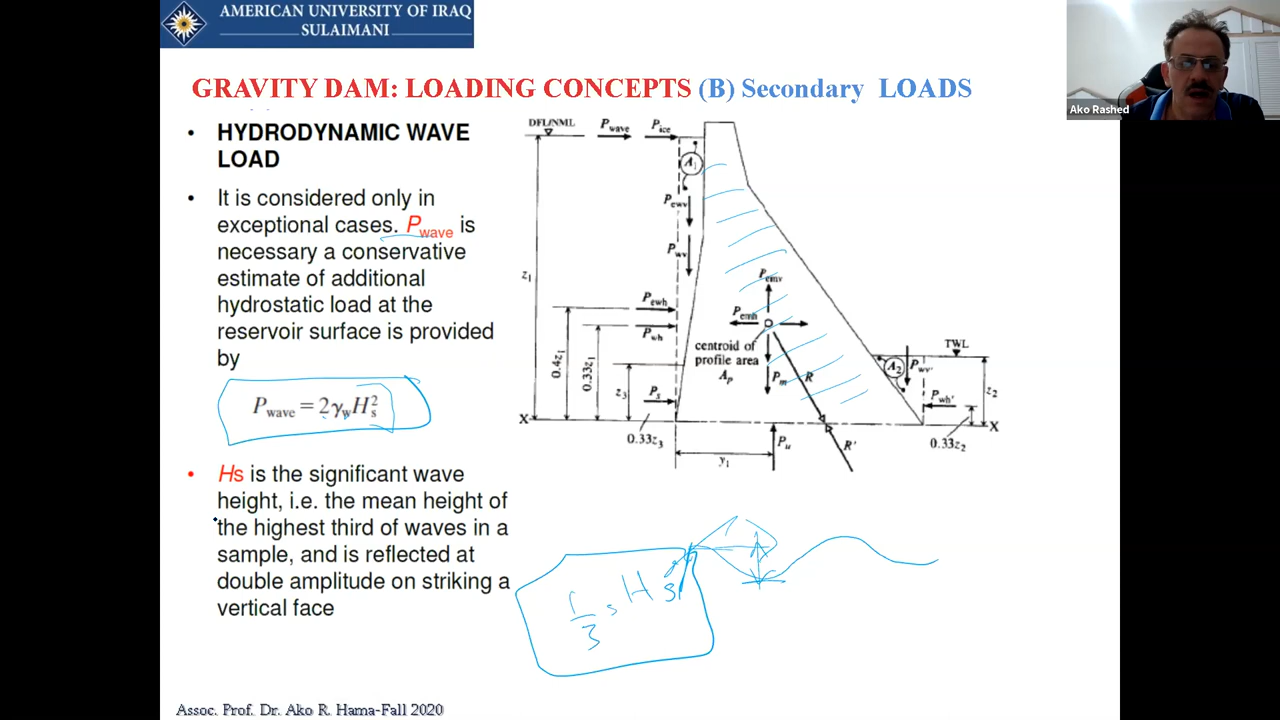 AMERICAN UNIVERSITY OF IRAQ
SULAIMANI
Ako Rashed
GRAVITY DAM: LOADING CONCEPTS (B) Secondary LOADS
• HYDRODYNAMIC WAVE
LOAD
• It is considered only in
exceptional cases. Pwave is
necessary a conservative
estimate of additional
hydrostatic load at the
reservoir surface is provided
by
Pwave = 2γwHs²
• Hs is the significant wave
height, i.e. the mean height of
the highest third of waves in a
sample, and is reflected at
double amplitude on striking a
vertical face
DFL/NML
Pwave
Pice
A1
Pewv
Pwv
z1
Pemv
Pewh
Pemh
Pwh
centroid of
profile area
Ap
0.4z1
0.33z1
z3
Ps
Pm
R
TWL
A2
Pwv'
Pwh'
z2
X
X
0.33z3
Pu
R'
0.33z2
y1
1/3 s Hs
Assoc. Prof. Dr. Ako R. Hama-Fall 2020